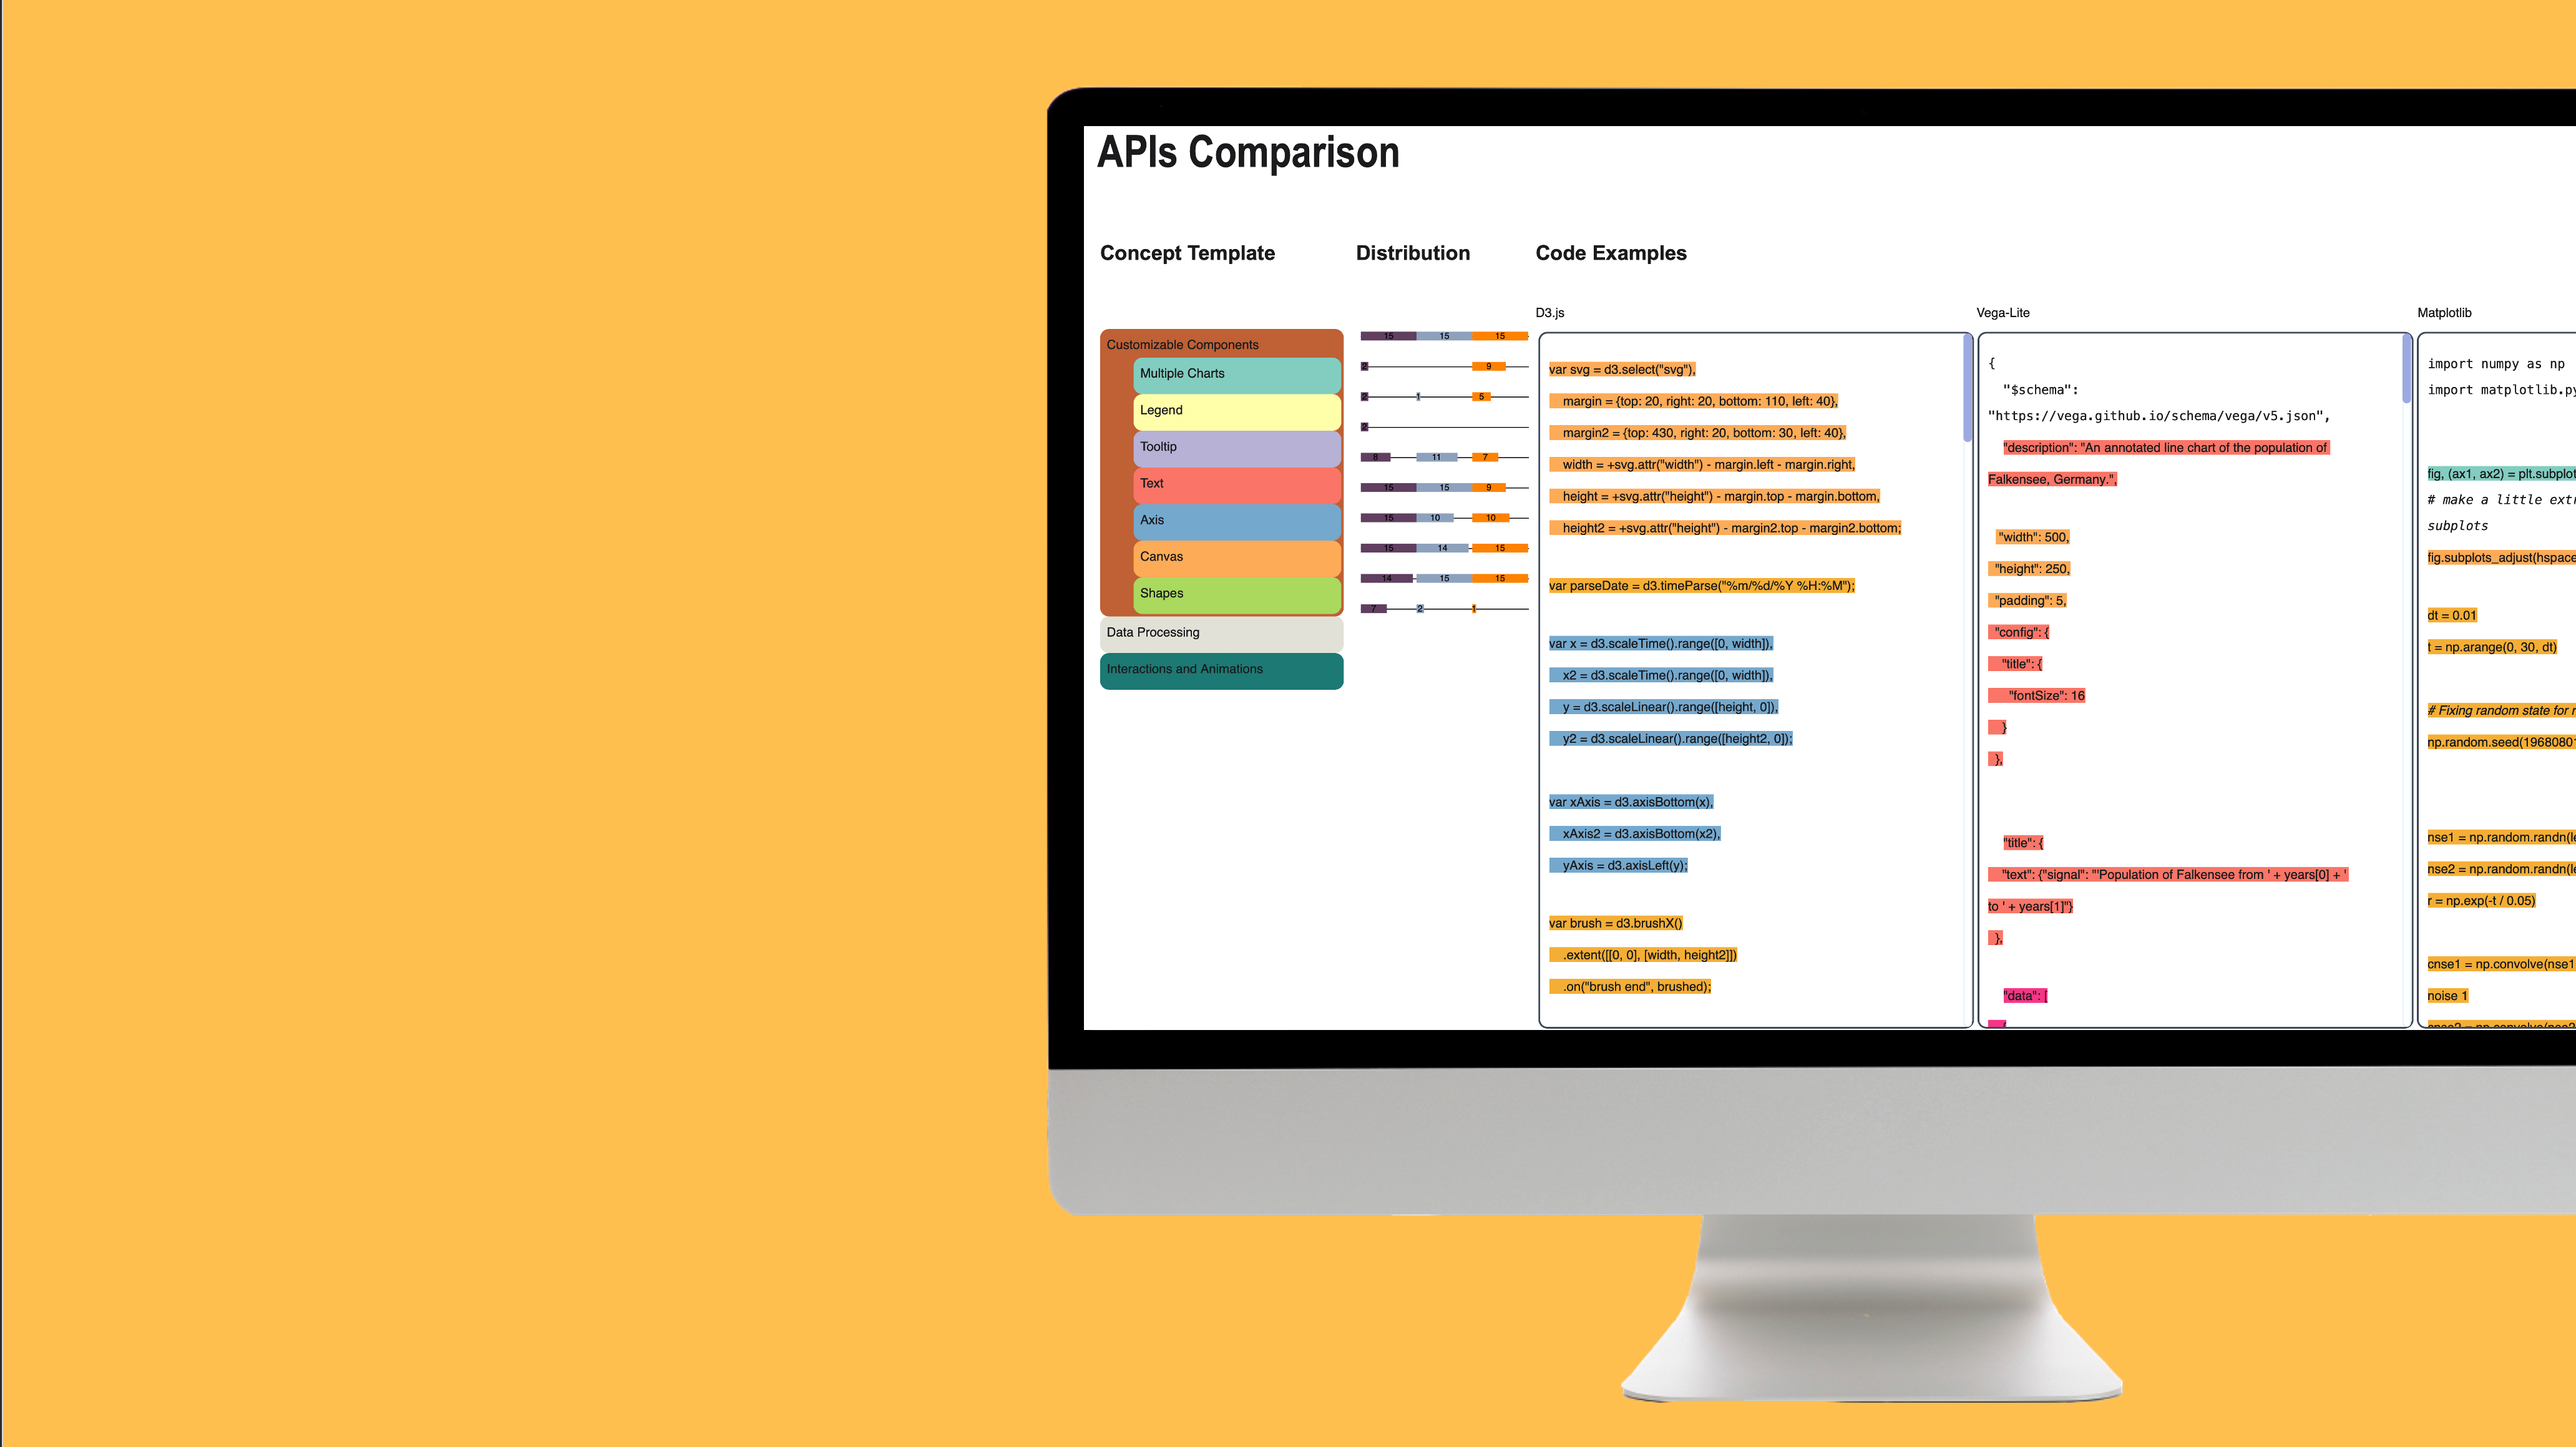 APIs Comparison
Concept Template
Distribution
Code Examples
Customizable Components
Multiple Charts
Legend
Tooltip
Text
Axis
Canvas
Shapes
Data Processing
Interactions and Animations
15 15 15
2 9
2 1 5
2
8 11 7
15 15 9
15 10 10
15 14 15
14 15 15
7 2 1
D3.js
var svg = d3.select("svg"),
margin = {top: 20, right: 20, bottom: 110, left: 40},
margin2 = {top: 430, right: 20, bottom: 30, left: 40},
width = +svg.attr("width") - margin.left - margin.right,
height = +svg.attr("height") - margin.top - margin.bottom,
height2 = +svg.attr("height") - margin2.top - margin2.bottom;
var parseDate = d3.timeParse("%m/%d/%Y %H:%M");
var x = d3.scaleTime().range([0, width]),
x2 = d3.scaleTime().range([0, width]),
y = d3.scaleLinear().range([height, 0]),
y2 = d3.scaleLinear().range([height2, 0]);
var xAxis = d3.axisBottom(x),
xAxis2 = d3.axisBottom(x2),
yAxis = d3.axisLeft(y);
var brush = d3.brushX()
.extent([[0, 0], [width, height2]])
.on("brush end", brushed);
Vega-Lite
{
"$schema":
"https://vega.github.io/schema/vega/v5.json",
"description": "An annotated line chart of the population of
Falkensee, Germany.",
"width": 500,
"height": 250,
"padding": 5,
"config": {
"title": {
"fontSize": 16
}
},
"title": {
"text": {"signal": "'Population of Falkensee from ' + years[0] + '
to ' + years[1]"}
},
"data": [
{
Matplotlib
import numpy as np
import matplotlib.py
fig, (ax1, ax2) = plt.subplot
# make a little extr
subplots
fig.subplots_adjust(hspace
dt = 0.01
t = np.arange(0, 30, dt)
# Fixing random state for r
np.random.seed(19680801
nse1 = np.random.randn(le
nse2 = np.random.randn(le
r = np.exp(-t / 0.05)
cnse1 = np.convolve(nse1
noise 1
cnse2 = np.convolve(nse2